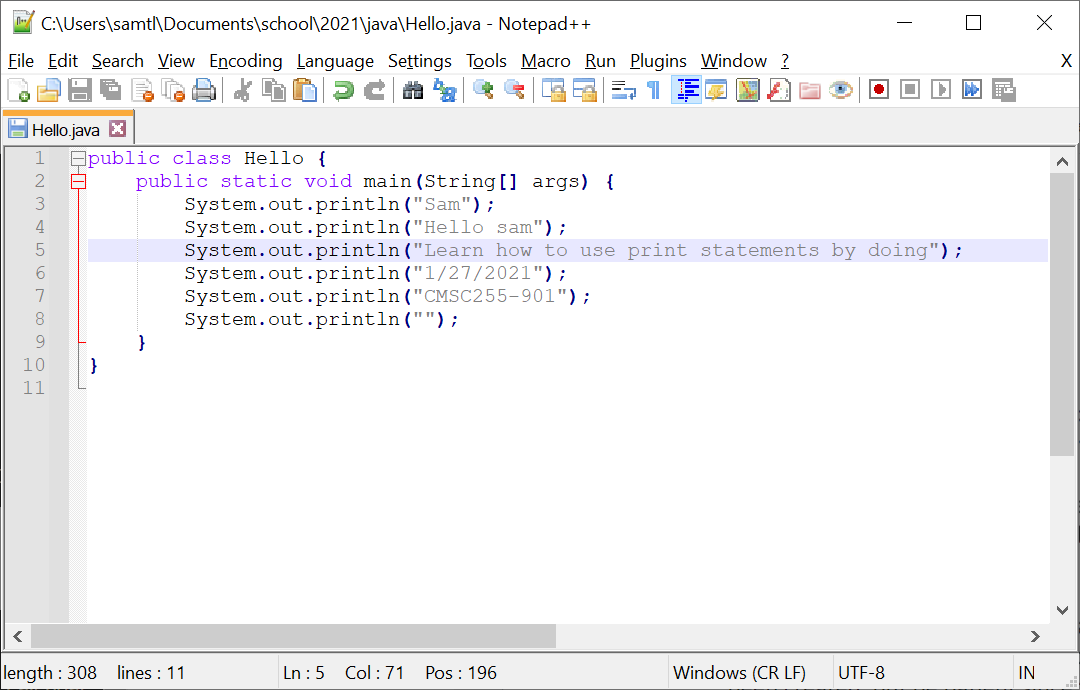 C:\Users\samtl\Documents\school\2021\java\Hello.java - Notepad++
File Edit Search View Encoding Language Settings Tools Macro Run Plugins Window ? X
Hello.java
1 public class Hello {
2 public static void main(String[] args) {
3 System.out.println("Sam");
4 System.out.println("Hello sam");
5 System.out.println("Learn how to use print statements by doing");
6 System.out.println("1/27/2021");
7 System.out.println("CMSC255-901");
8 System.out.println("");
9 }
10 }
11
length : 308 lines : 11 Ln : 5 Col : 71 Pos : 196 Windows (CR LF) UTF-8 IN